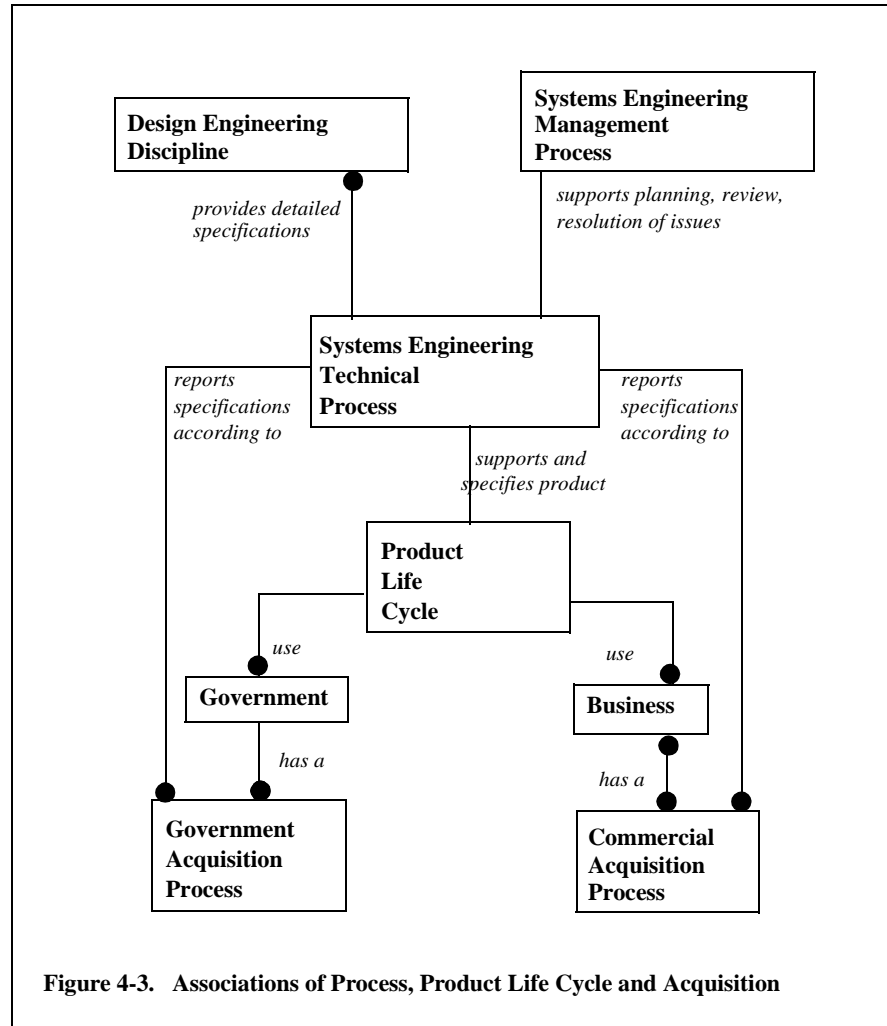 Design Engineering
Discipline
Systems Engineering
Management
Process
provides detailed
specifications
supports planning, review,
resolution of issues
Systems Engineering
Technical
Process
reports
specifications
according to
reports
specifications
according to
supports and
specifies product
Product
Life
Cycle
use
use
Government
Business
has a
has a
Government
Acquisition
Process
Commercial
Acquisition
Process
Figure 4-3. Associations of Process, Product Life Cycle and Acquisition